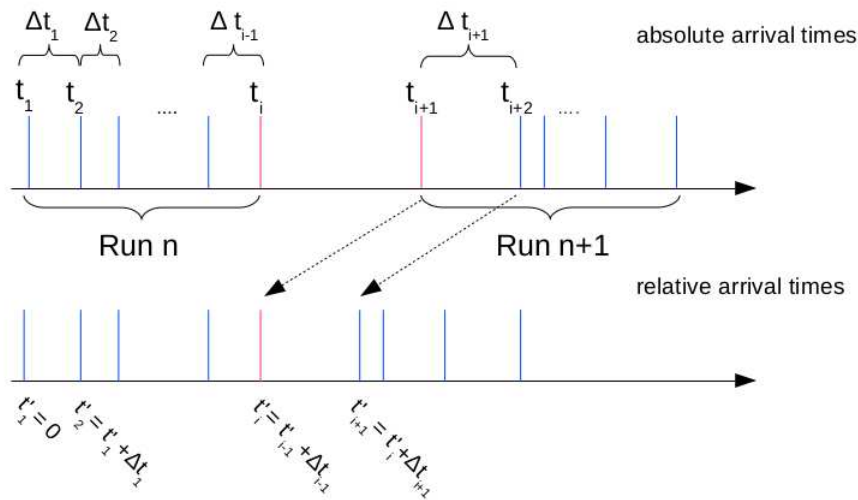 Δt₁ Δt₂ Δ tᵢ₋₁ Δ tᵢ₊₁ absolute arrival times
t₁ t₂ .... tᵢ tᵢ₊₁ tᵢ₊₂ ....
Run n Run n+1
relative arrival times
t'₁ = 0
t'₂ = t'₁ +Δt₁
t'ᵢ = t'ᵢ₋₁ +Δtᵢ₋₁
t'ᵢ₊₁ = t'ᵢ +Δtᵢ₊₁